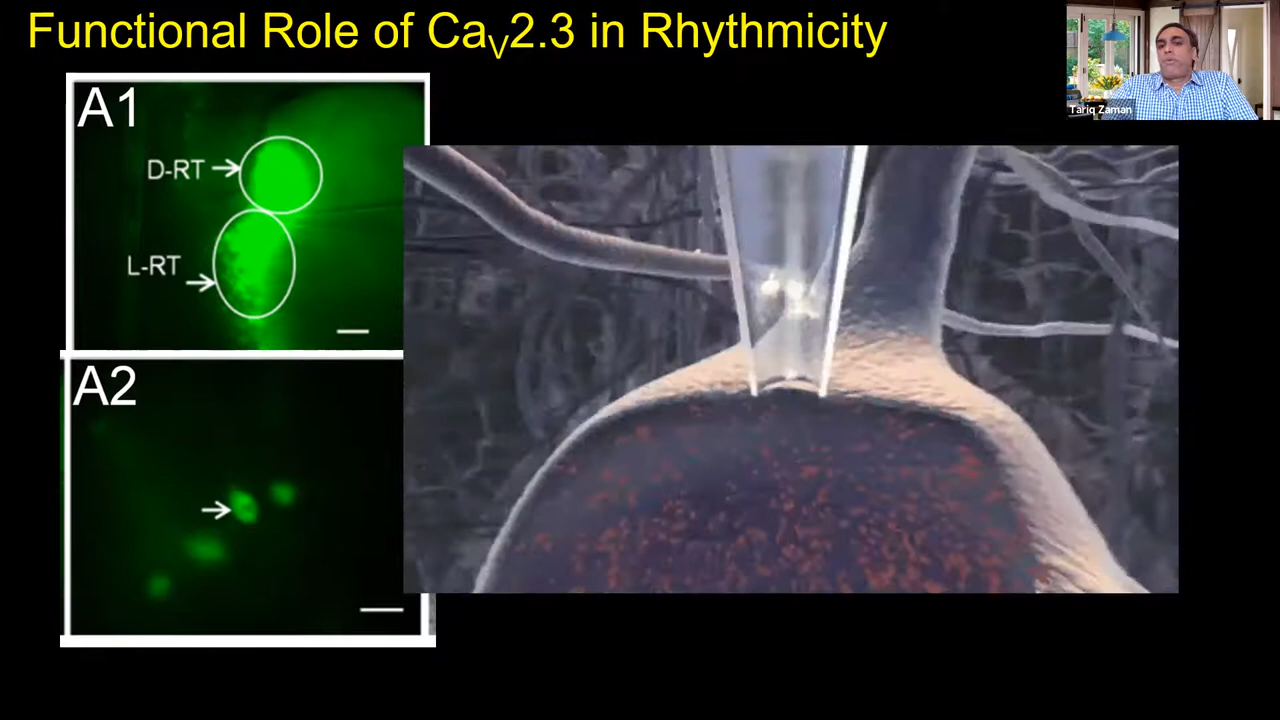 Functional Role of CaV2.3 in Rhythmicity
Tariq Zaman
A1
D-RT
L-RT
A2